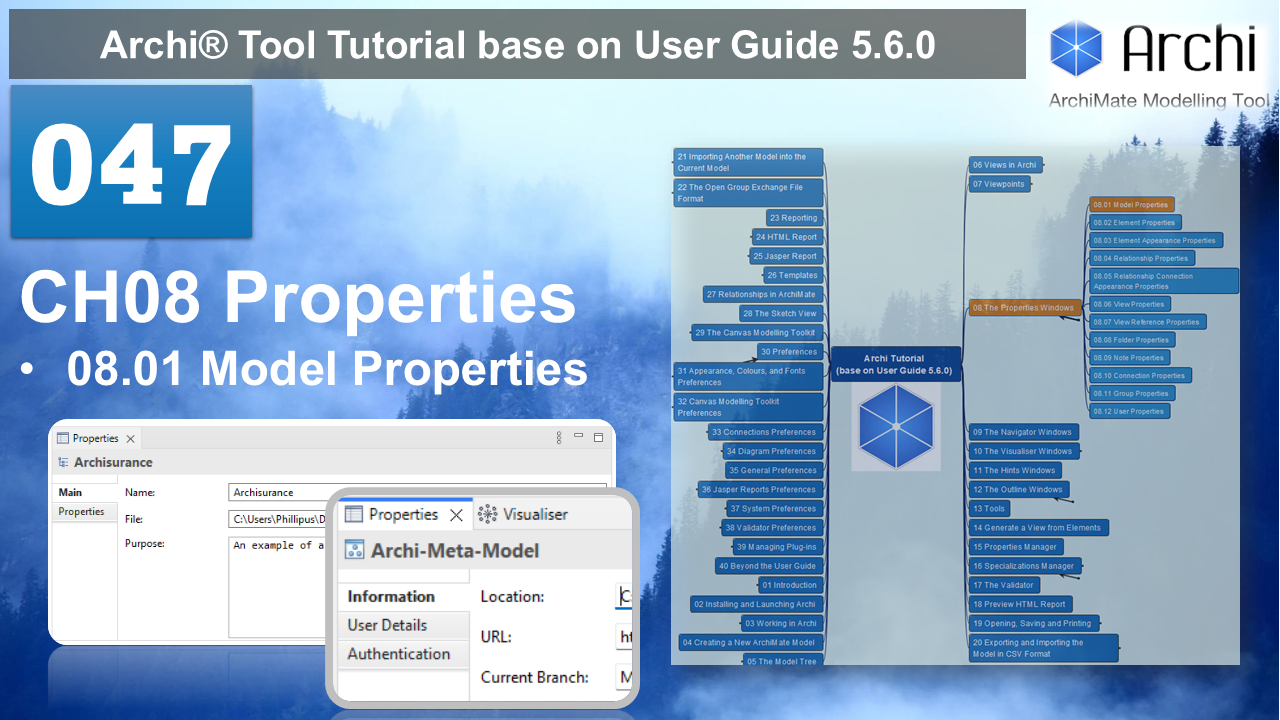 Archi® Tool Tutorial base on User Guide 5.6.0
Archi
ArchiMate Modelling Tool
047
CH08 Properties
• 08.01 Model Properties
Properties
Archisurance
Main
Properties
Name:
Archisurance
File:
C:\Users\Phillipus\D
Purpose:
An example of a
Properties
Visualiser
Archi-Meta-Model
Information
User Details
Authentication
Location:
URL:
Current Branch:
21 Importing Another Model into the
Current Model
22 The Open Group Exchange File
Format
23 Reporting
24 HTML Report
25 Jasper Report
26 Templates
27 Relationships in ArchiMate
28 The Sketch View
29 The Canvas Modelling Toolkit
30 Preferences
31 Appearance, Colours, and Fonts
Preferences
32 Canvas Modelling Toolkit
Preferences
33 Connections Preferences
34 Diagram Preferences
35 General Preferences
36 Jasper Reports Preferences
37 System Preferences
38 Validator Preferences
39 Managing Plug-ins
40 Beyond the User Guide
01 Introduction
02 Installing and Launching Archi
03 Working in Archi
04 Creating a New ArchiMate Model
05 The Model Tree
Archi Tutorial
(base on User Guide 5.6.0)
06 Views in Archi
07 Viewpoints
08 The Properties Windows
08.01 Model Properties
08.02 Element Properties
08.03 Element Appearance Properties
08.04 Relationship Properties
08.05 Relationship Connection
Appearance Properties
08.06 View Properties
08.07 View Reference Properties
08.08 Folder Properties
08.09 Note Properties
08.10 Connection Properties
08.11 Group Properties
08.12 User Properties
09 The Navigator Windows
10 The Visualiser Windows
11 The Hints Windows
12 The Outline Windows
13 Tools
14 Generate a View from Elements
15 Properties Manager
16 Specializations Manager
17 The Validator
18 Preview HTML Report
19 Opening, Saving and Printing
20 Exporting and Importing the
Model in CSV Format